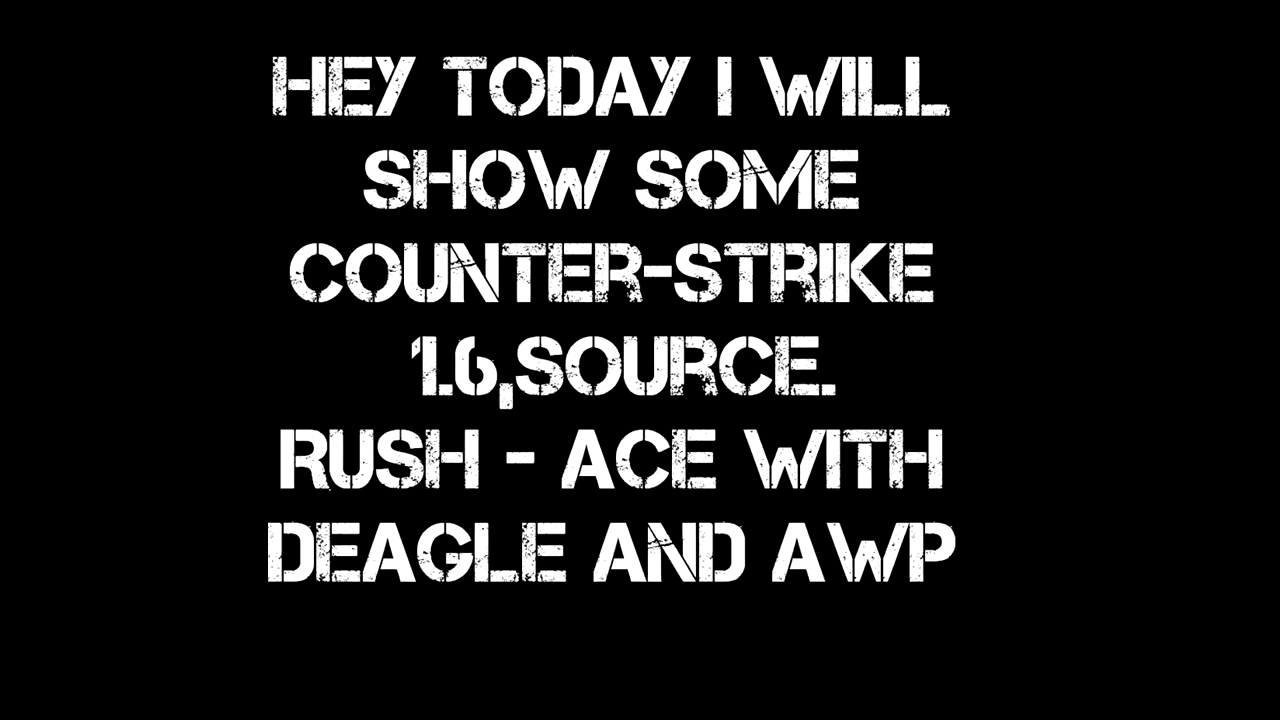 HEY TODAY I WILL
SHOW SOME
COUNTER-STRIKE
1.6,SOURCE.
RUSH - ACE WITH
DEAGLE AND AWP